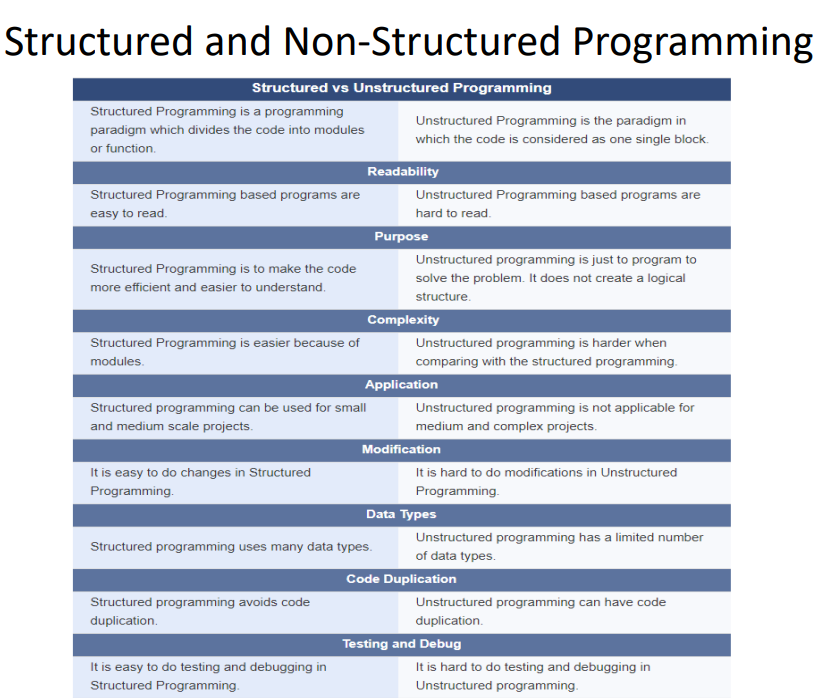 Structured and Non-Structured Programming
Structured vs Unstructured Programming
Structured Programming is a programming
paradigm which divides the code into modules
or function.
Unstructured Programming is the paradigm in
which the code is considered as one single block.
Readability
Structured Programming based programs are
easy to read.
Unstructured Programming based programs are
hard to read.
Purpose
Structured Programming is to make the code
more efficient and easier to understand.
Unstructured programming is just to program to
solve the problem. It does not create a logical
structure.
Complexity
Structured Programming is easier because of
modules.
Unstructured programming is harder when
comparing with the structured programming.
Application
Structured programming can be used for small
and medium scale projects.
Unstructured programming is not applicable for
medium and complex projects.
Modification
It is easy to do changes in Structured
Programming.
It is hard to do modifications in Unstructured
Programming.
Data Types
Structured programming uses many data types.
Unstructured programming has a limited number
of data types.
Code Duplication
Structured programming avoids code
duplication.
Unstructured programming can have code
duplication.
Testing and Debug
It is easy to do testing and debugging in
Structured Programming.
It is hard to do testing and debugging in
Unstructured programming.